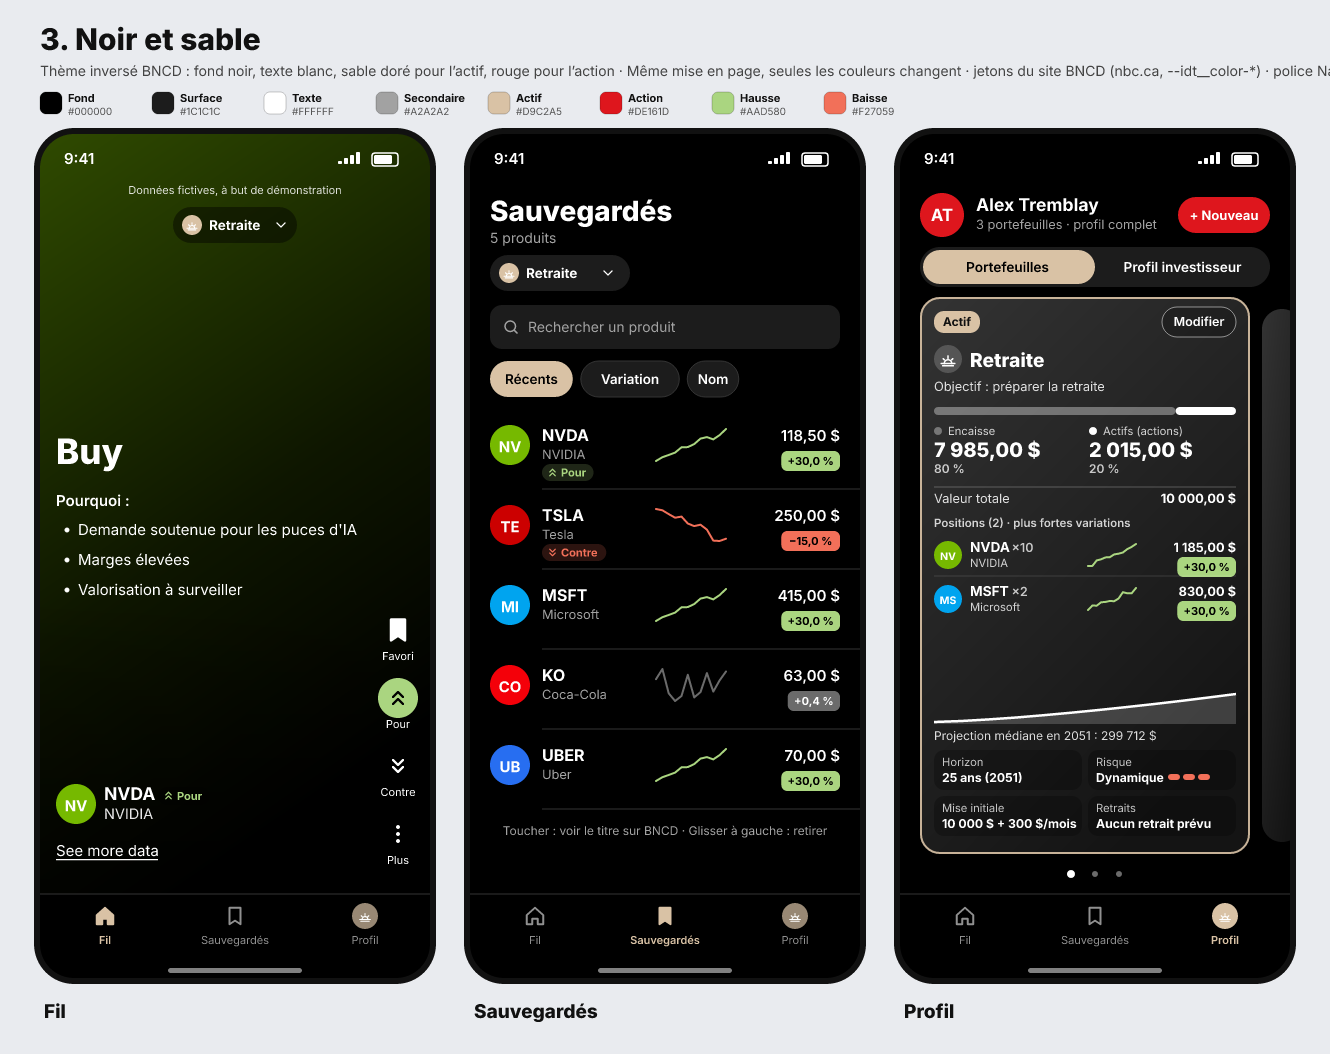 3. Noir et sable
Thème inversé BNCD : fond noir, texte blanc, sable doré pour l’actif, rouge pour l’action · Même mise en page, seules les couleurs changent · jetons du site BNCD (nbc.ca, --idt__color-*) · police
Fond
#000000
Surface
#1C1C1C
Texte
#FFFFFF
Secondaire
#A2A2A2
Actif
#D9C2A5
Action
#DE161D
Hausse
#AAD580
Baisse
#F27059
9:41
Données fictives, à but de démonstration
Retraite
Buy
Pourquoi :
• Demande soutenue pour les puces d'IA
• Marges élevées
• Valorisation à surveiller
Favori
Pour
Contre
Plus
NV
NVDA Pour
NVIDIA
See more data
Fil
Sauvegardés
Profil
Fil
9:41
Sauvegardés
5 produits
Retraite
Rechercher un produit
Récents
Variation
Nom
NV
NVDA
NVIDIA
Pour
118,50 $
+30,0 %
TE
TSLA
Tesla
Contre
250,00 $
−15,0 %
MI
MSFT
Microsoft
415,00 $
+30,0 %
CO
KO
Coca-Cola
63,00 $
+0,4 %
UB
UBER
Uber
70,00 $
+30,0 %
Toucher : voir le titre sur BNCD · Glisser à gauche : retirer
Fil
Sauvegardés
Profil
Sauvegardés
9:41
AT
Alex Tremblay
3 portefeuilles · profil complet
+ Nouveau
Portefeuilles
Profil investisseur
Actif
Modifier
Retraite
Objectif : préparer la retraite
Encaisse
7 985,00 $
80 %
Actifs (actions)
2 015,00 $
20 %
Valeur totale
10 000,00 $
Positions (2) · plus fortes variations
NV
NVDA ×10
NVIDIA
1 185,00 $
+30,0 %
MS
MSFT ×2
Microsoft
830,00 $
+30,0 %
Projection médiane en 2051 : 299 712 $
Horizon
25 ans (2051)
Risque
Dynamique
Mise initiale
10 000 $ + 300 $/mois
Retraits
Aucun retrait prévu
Fil
Sauvegardés
Profil
Profil